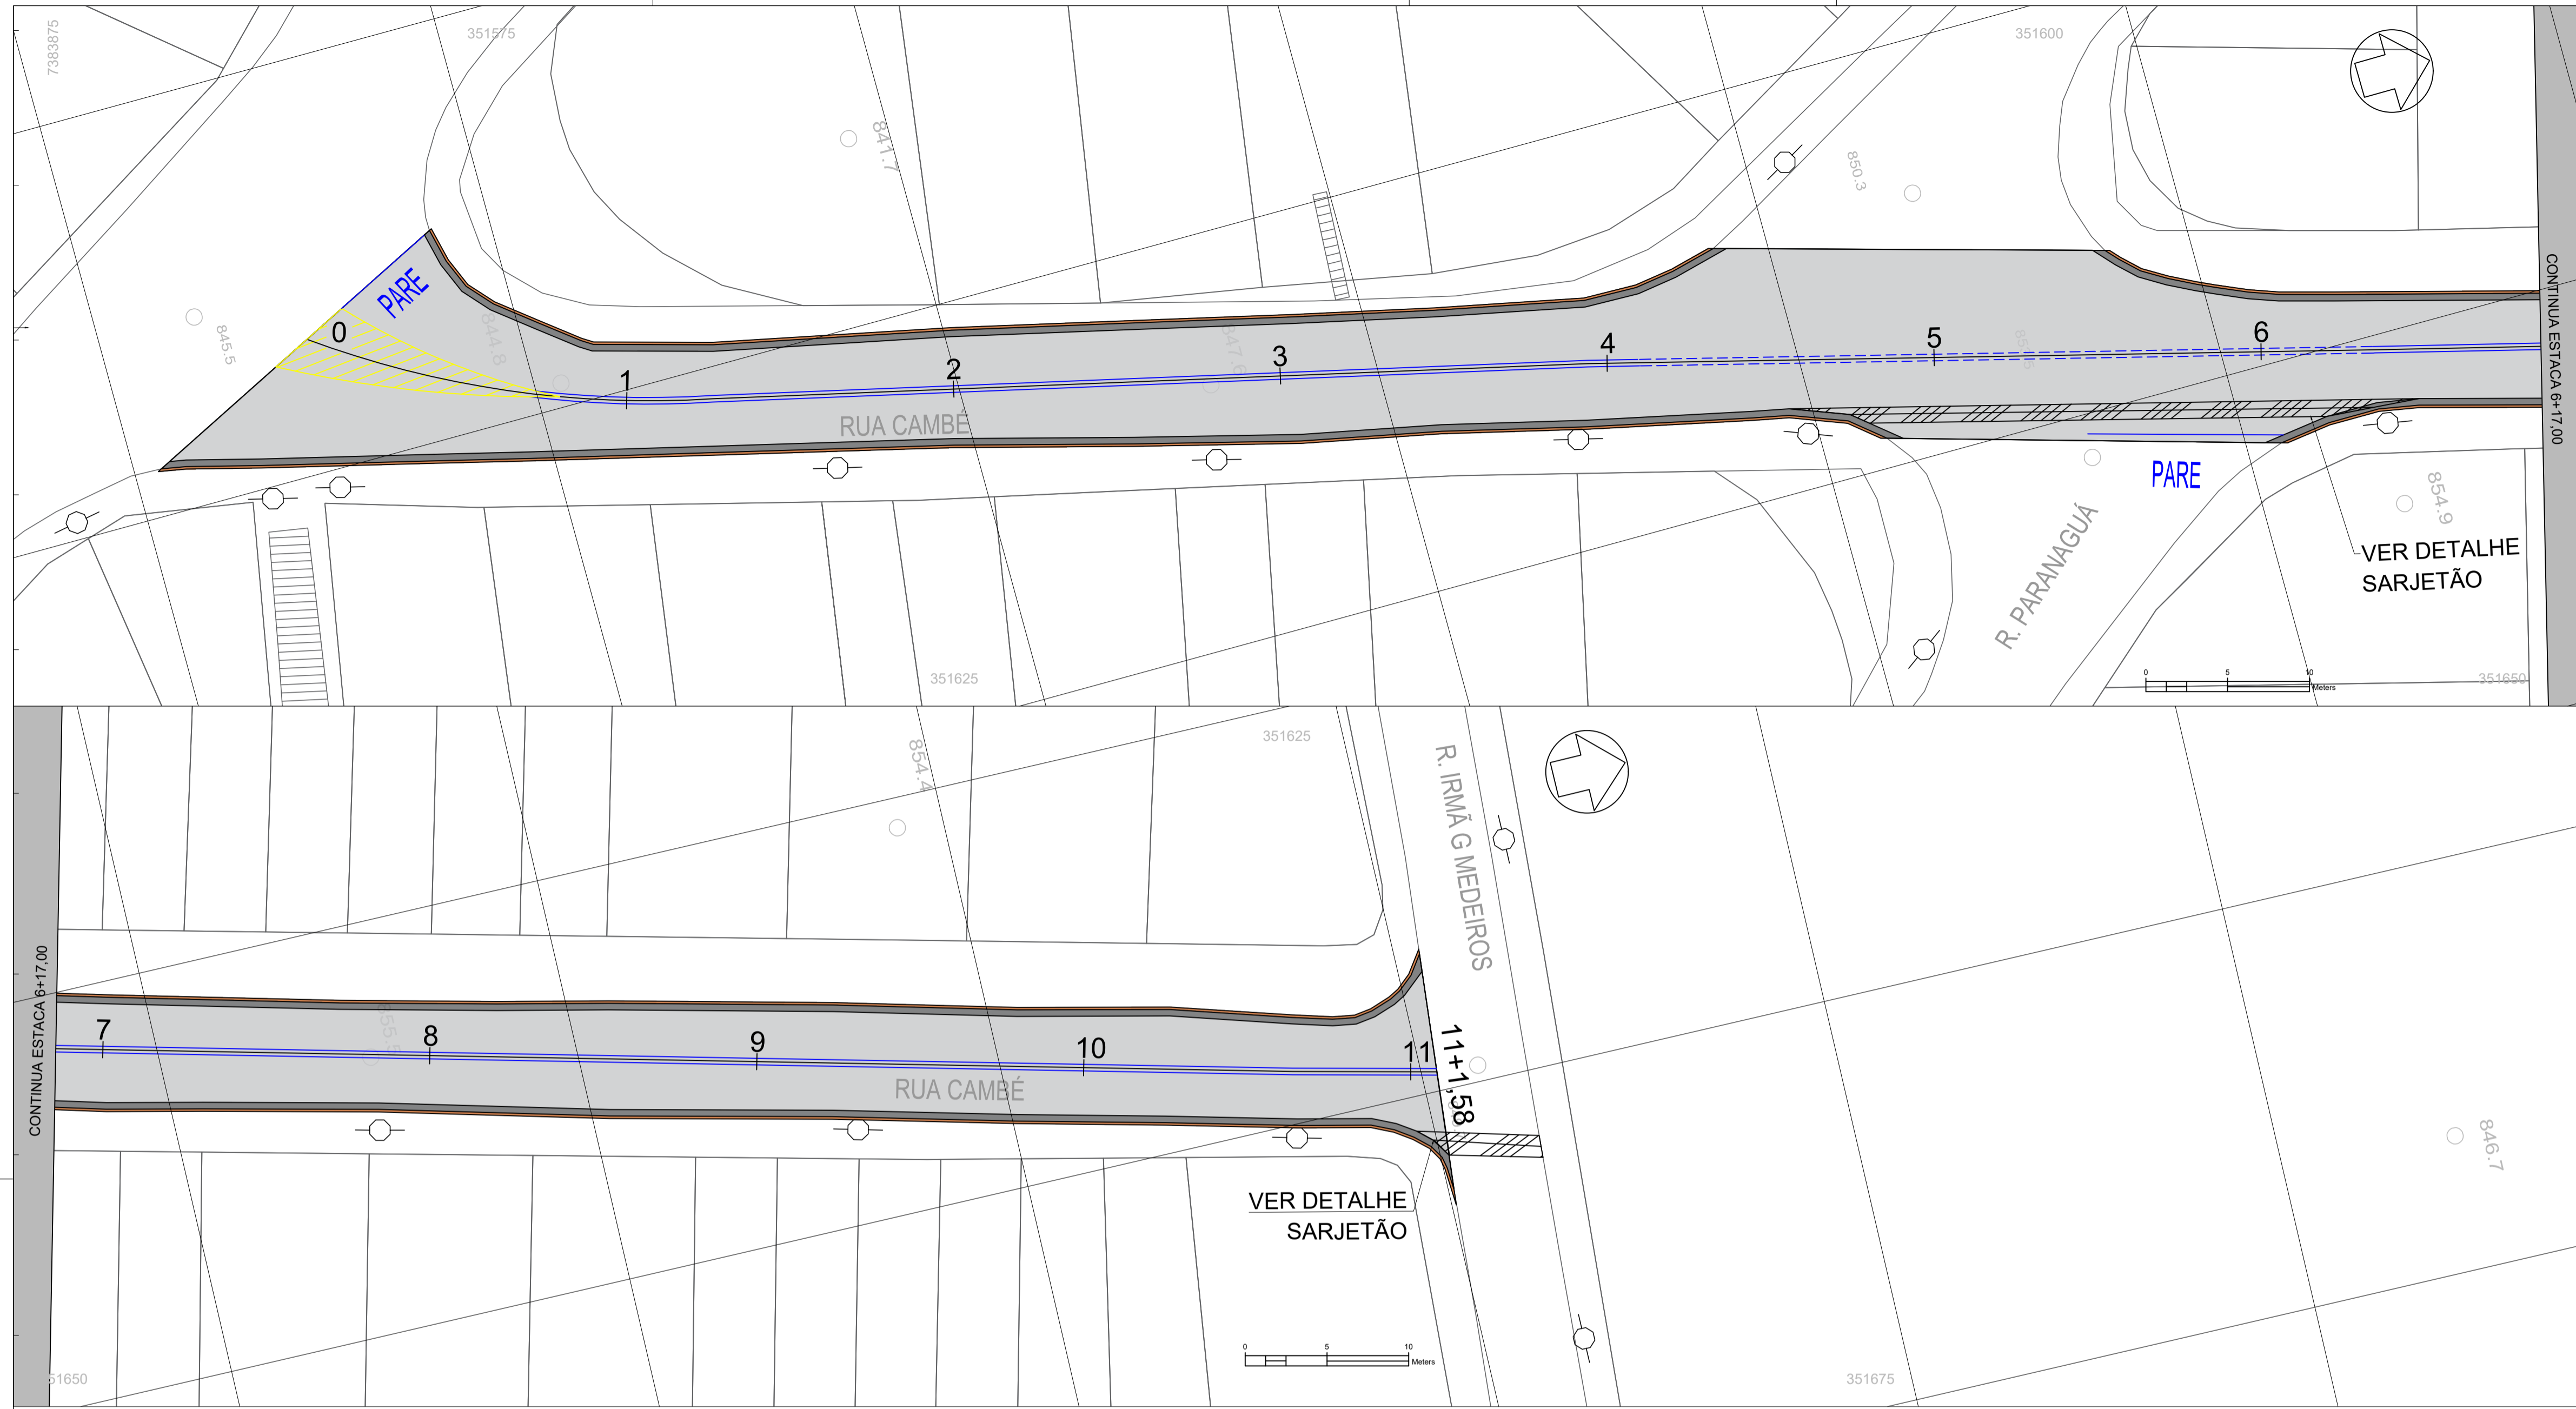 7383875
351575
351600
841.7
850.3
845.5
844.8
PARE
0
1
2
3
4
5
6
RUA CAMBÉ
CONTINUA ESTACA 6+17,00
PARE
854.9
R. PARANAGUÁ
VER DETALHE
SARJETÃO
351625
0 5 10
Meters
351650
351625
854.4
R. IRMÃ G MEDEIROS
CONTINUA ESTACA 6+17,00
7
8
9
10
11
11+1,58
855.5
RUA CAMBÉ
846.7
VER DETALHE
SARJETÃO
0 5 10
Meters
51650
351675